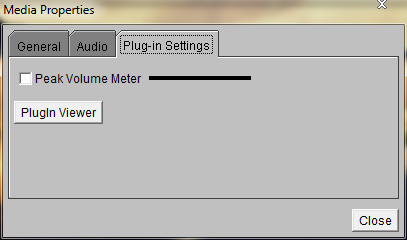 Media Properties
General Audio Plug-in Settings
Peak Volume Meter
PlugIn Viewer
Close